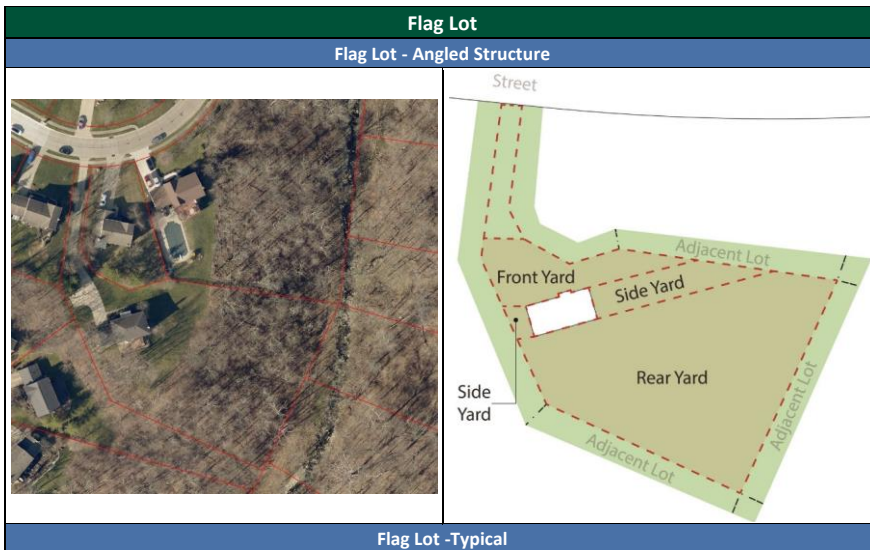 Flag Lot
Flag Lot - Angled Structure
Street
Adjacent Lot
Front Yard
Side Yard
Rear Yard
Side
Yard
Adjacent Lot
Adjacent Lot
Flag Lot -Typical